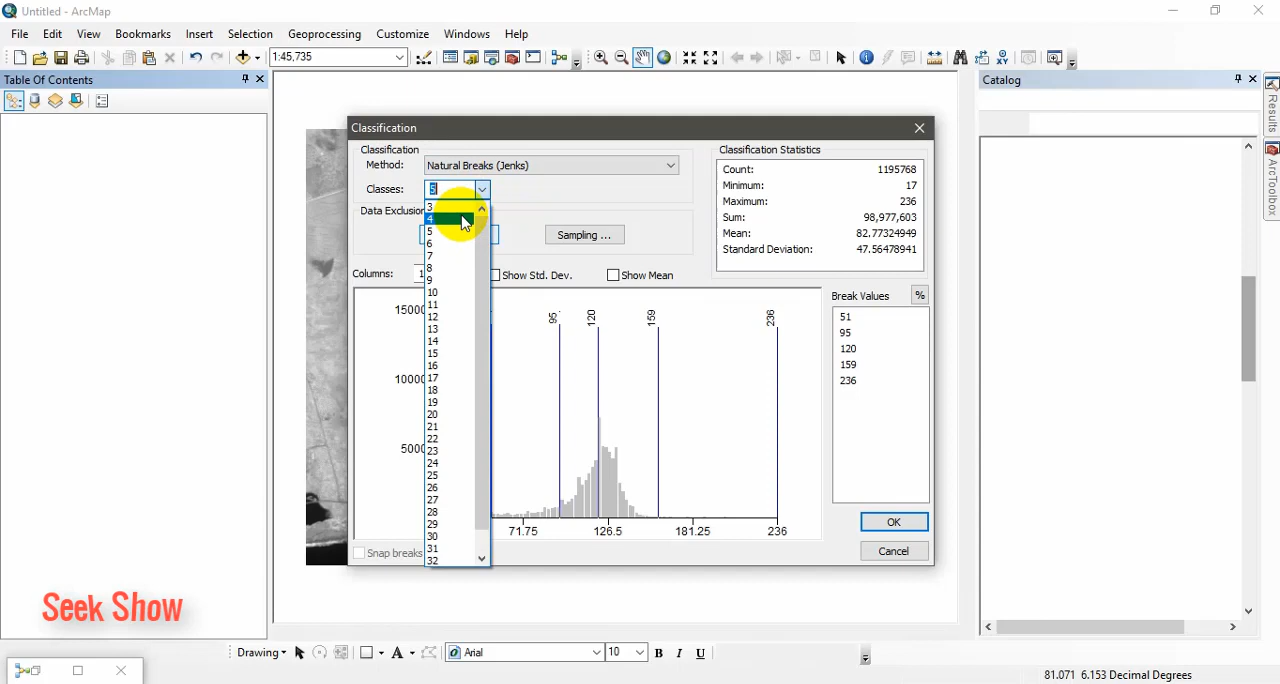 Untitled - ArcMap
File Edit View Bookmarks Insert Selection Geoprocessing Customize Windows Help
1:45,735
Table Of Contents
Catalog
Results
ArcToolbox
Classification
Classification
Method: Natural Breaks (Jenks)
Classes: 5
Data Exclusion
Sampling ...
Columns: 1
Show Std. Dev.
Show Mean
3
4
5
6
7
8
9
10
11
12
13
14
15
16
17
18
19
20
21
22
23
24
25
26
27
28
29
30
31
32
Classification Statistics
Count: 1195768
Minimum: 17
Maximum: 236
Sum: 98,977,603
Mean: 82.77324949
Standard Deviation: 47.56478941
Break Values %
51
95
120
159
236
15000
10000
5000
95
120
159
236
71.75 126.5 181.25 236
Snap breaks
OK
Cancel
Seek Show
Drawing A Arial 10 B I U
81.071 6.153 Decimal Degrees